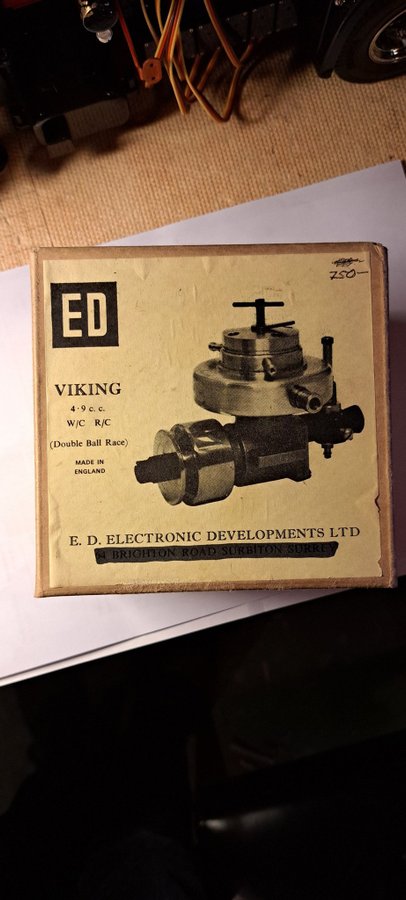 750—
ED
VIKING
4·9 c. c.
W/C R/C
(Double Ball Race)
MADE IN
ENGLAND
E. D. ELECTRONIC DEVELOPMENTS LTD
BRIGHTON ROAD SURBITON SURREY